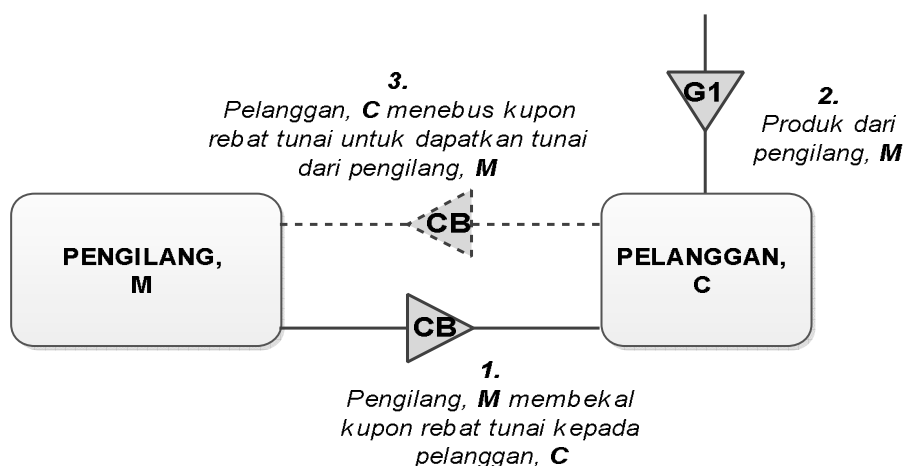 3.
Pelanggan, C menebus kupon
rebat tunai untuk dapatkan tunai
dari pengilang, M
G1
2.
Produk dari
pengilang, M
CB
PENGILANG,
M
PELANGGAN,
C
CB
1.
Pengilang, M membekal
kupon rebat tunai kepada
pelanggan, C